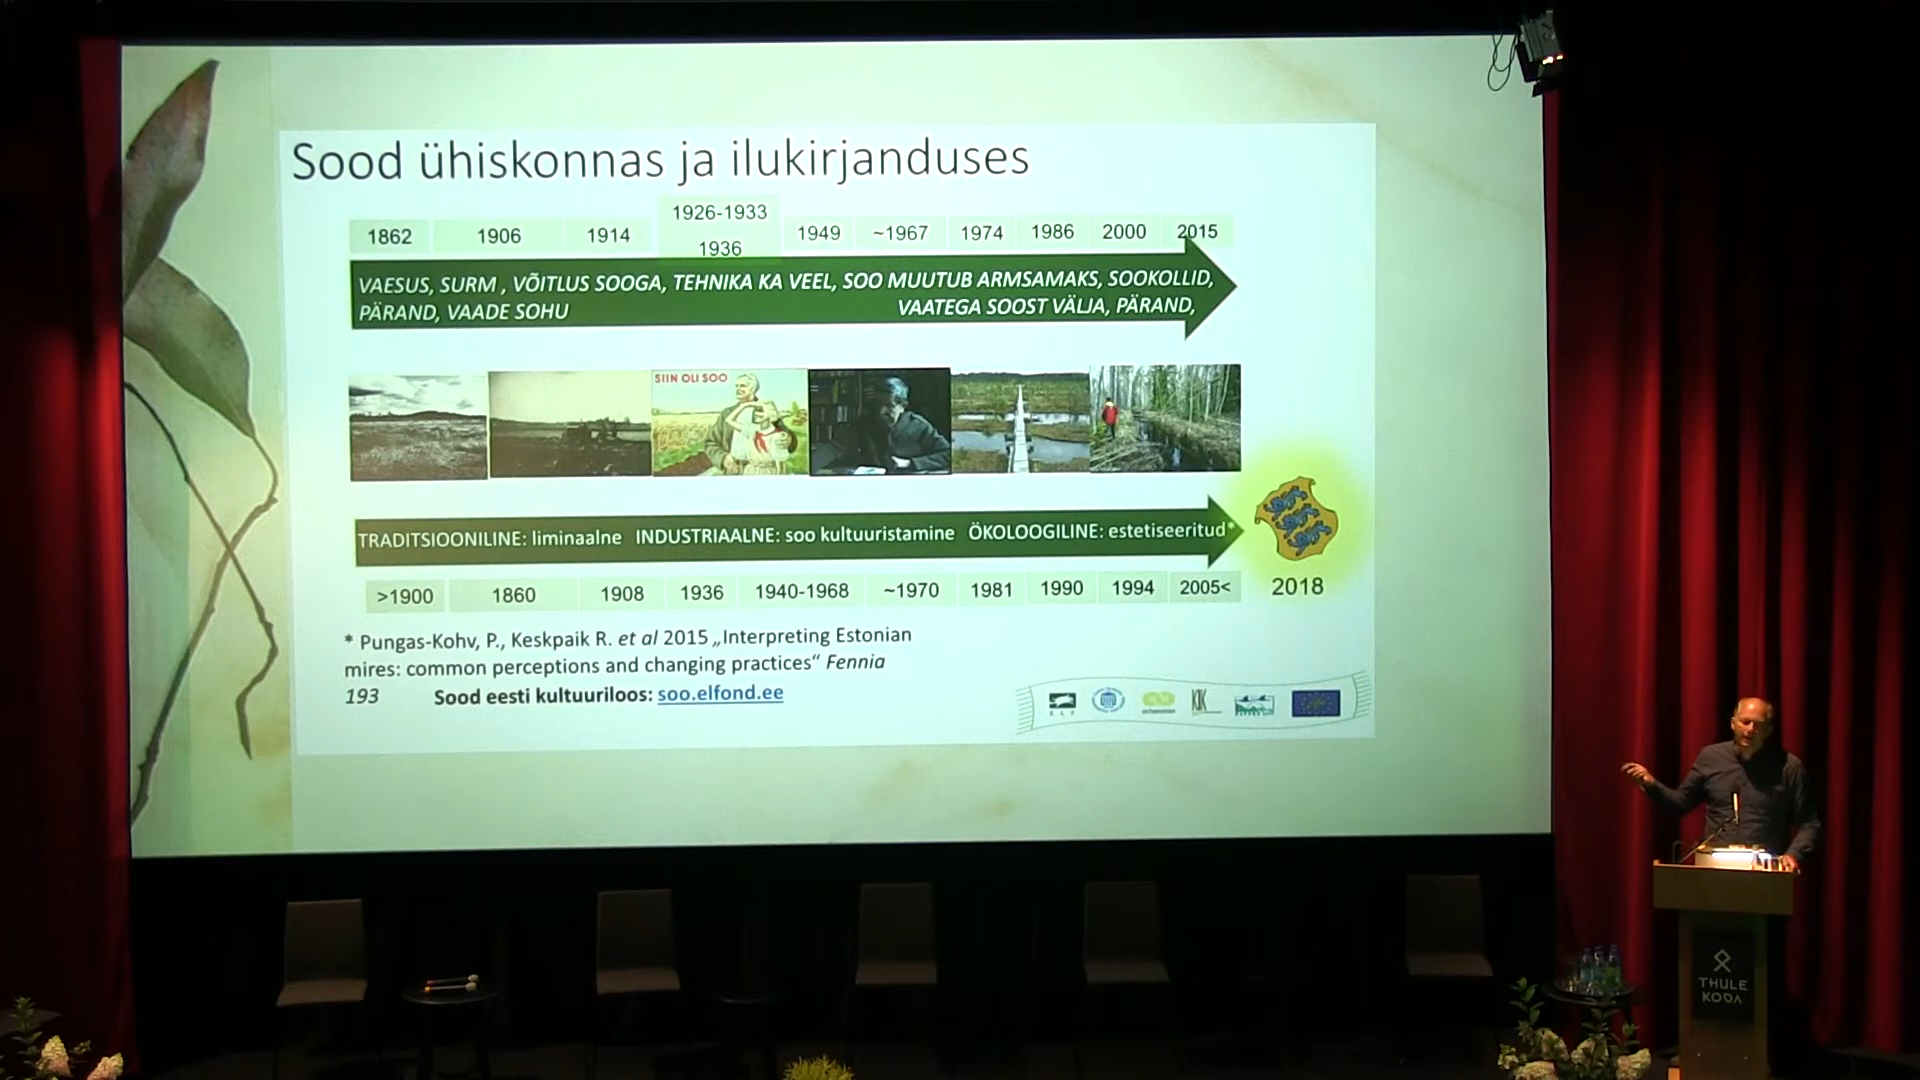 Sood ühiskonnas ja ilukirjanduses
1926-1933
1862 1906 1914 1936 1949 ~1967 1974 1986 2000 2015
VAESUS, SURM , VÕITLUS SOOGA, TEHNIKA KA VEEL, SOO MUUTUB ARMSAMAKS, SOOKOLLID,
PÄRAND, VAADE SOHU VAATEGA SOOST VÄLJA, PÄRAND,
SIIN OLI SOO
TRADITSIOONILINE: liminaalne INDUSTRIAALNE: soo kultuuristamine ÖKOLOOGILINE: estetiseeritud*
>1900 1860 1908 1936 1940-1968 ~1970 1981 1990 1994 2005< 2018
* Pungas-Kohv, P., Keskpaik R. et al 2015 „Interpreting Estonian
mires: common perceptions and changing practices“ Fennia
193 Sood eesti kultuuriloos: soo.elfond.ee
ELF
KIK
THULE
KODA